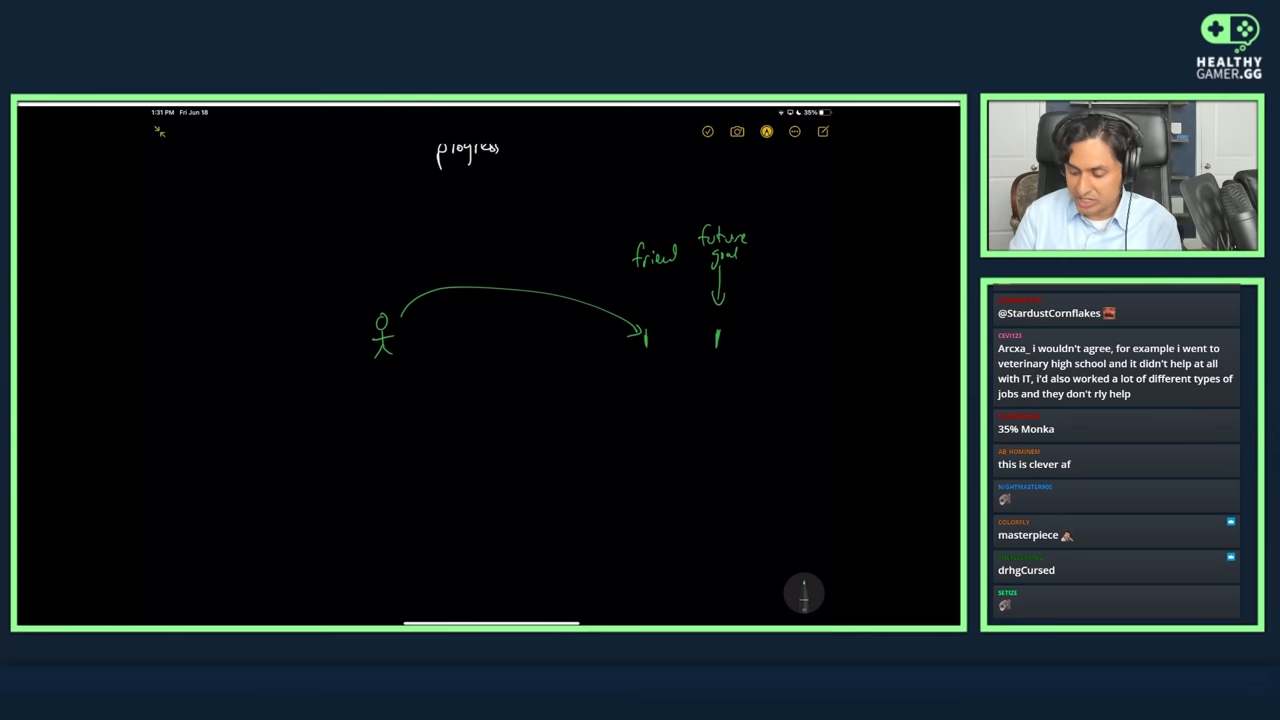 HEALTHY
GAMER.GG
1:31 PM Fri Jun 18
35%
progress
friend
future
goal
@StardustCornflakes
CEVI123
Arcxa_ i wouldn't agree, for example i went to
veterinary high school and it didn't help at all
with IT, i'd also worked a lot of different types of
jobs and they don't rly help
35% Monka
AB HOMINEM
this is clever af
NIGHTMASTER900
COLORFLY
masterpiece
drhgCursed
SETIZE